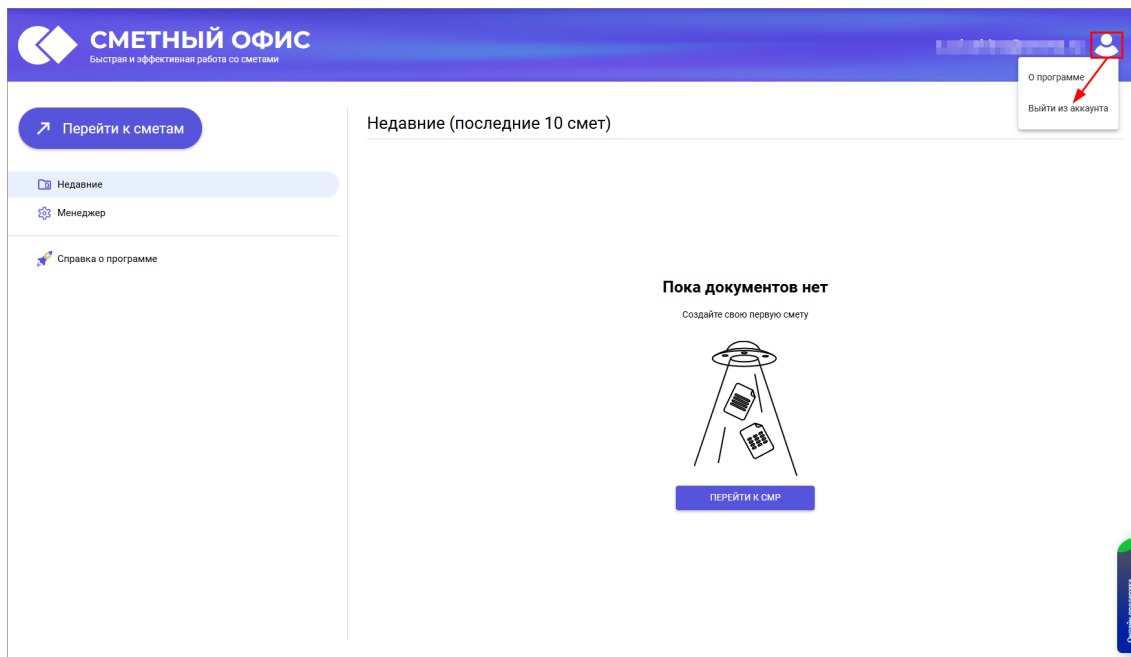 СМЕТНЫЙ ОФИС
Быстрая и эффективная работа со сметами
О программе
Выйти из аккаунта
Перейти к сметам
Недавние (последние 10 смет)
Недавние
Менеджер
Справка о программе
Пока документов нет
Создайте свою первую смету
ПЕРЕЙТИ К СМР